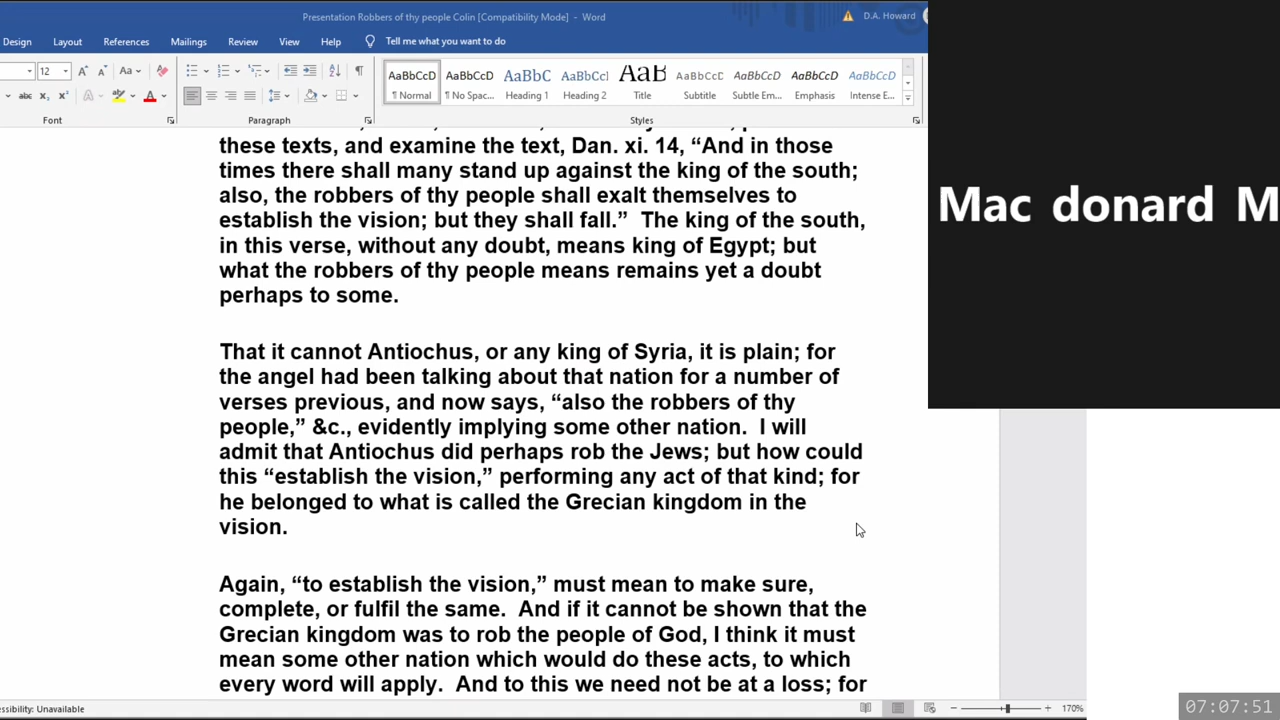 Presentation Robbers of thy people Colin [Compatibility Mode] - Word
D.A. Howard
Design Layout References Mailings Review View Help Tell me what you want to do
12 Aa
AaBbCcD AaBbCcD AaBbC AaBbCcl AaB AaBbCcD AaBbCcD AaBbCcD AaBbCcD
¶ Normal ¶ No Spac... Heading 1 Heading 2 Title Subtitle Subtle Em... Emphasis Intense E...
Font Paragraph Styles
these texts, and examine the text, Dan. xi. 14, “And in those
times there shall many stand up against the king of the south;
also, the robbers of thy people shall exalt themselves to
establish the vision; but they shall fall.”  The king of the south,
in this verse, without any doubt, means king of Egypt; but
what the robbers of thy people means remains yet a doubt
perhaps to some.
That it cannot Antiochus, or any king of Syria, it is plain; for
the angel had been talking about that nation for a number of
verses previous, and now says, “also the robbers of thy
people,” &c., evidently implying some other nation.  I will
admit that Antiochus did perhaps rob the Jews; but how could
this “establish the vision,” performing any act of that kind; for
he belonged to what is called the Grecian kingdom in the
vision.
Again, “to establish the vision,” must mean to make sure,
complete, or fulfil the same.  And if it cannot be shown that the
Grecian kingdom was to rob the people of God, I think it must
mean some other nation which would do these acts, to which
every word will apply.  And to this we need not be at a loss; for
Mac donard M
ssibility: Unavailable
170%
07:07:51